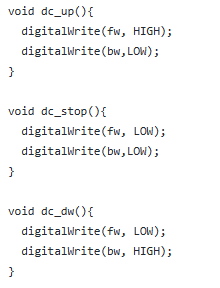 void dc_up(){
  digitalWrite(fw, HIGH);
  digitalWrite(bw,LOW);
}

void dc_stop(){
  digitalWrite(fw, LOW);
  digitalWrite(bw,LOW);
}

void dc_dw(){
  digitalWrite(fw, LOW);
  digitalWrite(bw, HIGH);
}